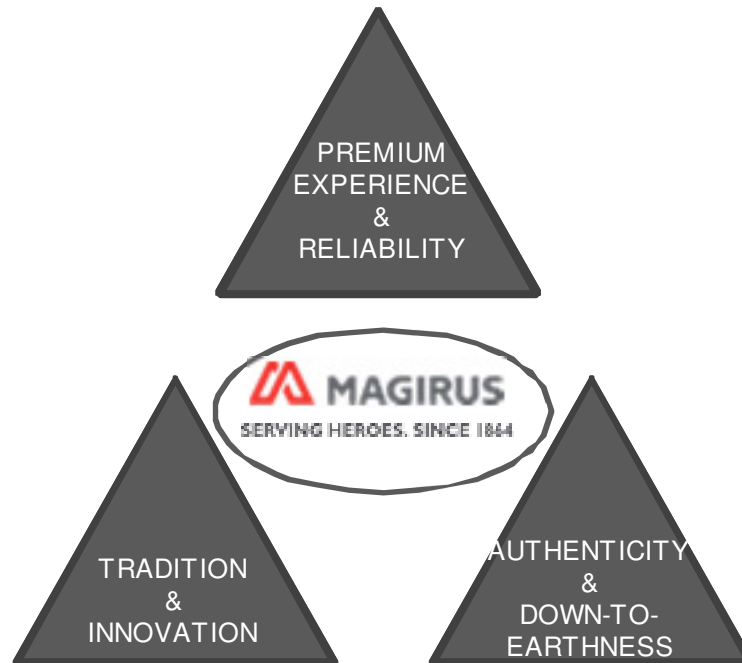 PREMIUM
EXPERIENCE
&
RELIABILITY
MAGIRUS
SERVING HEROES. SINCE 1864
TRADITION
&
INNOVATION
AUTHENTICITY
&
DOWN-TO-
EARTHNESS